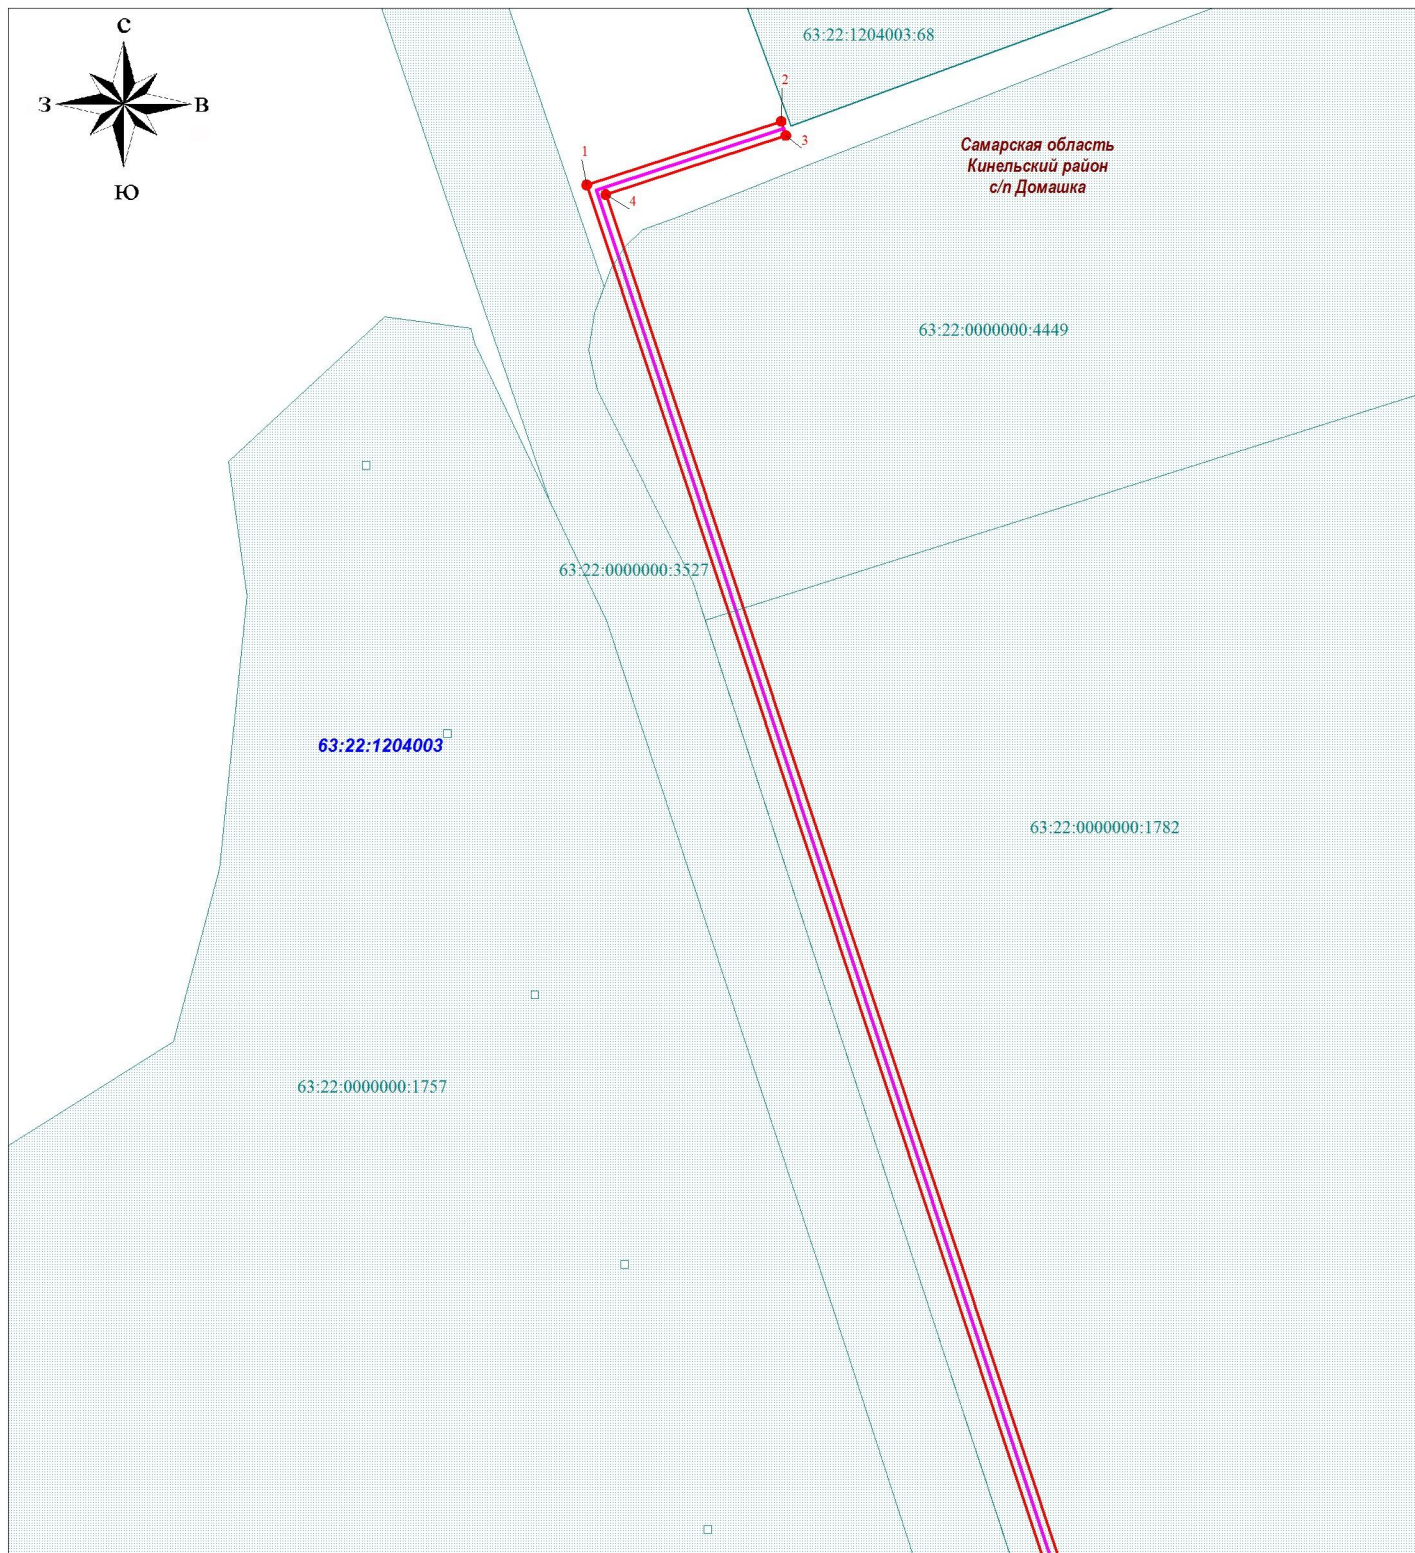 С
З
В
Ю
63:22:1204003:68
2
3
1
4
Самарская область
Кинельский район
с/п Домашка
63:22:0000000:4449
63:22:0000000:3527
63:22:1204003
63:22:0000000:1782
63:22:0000000:1757